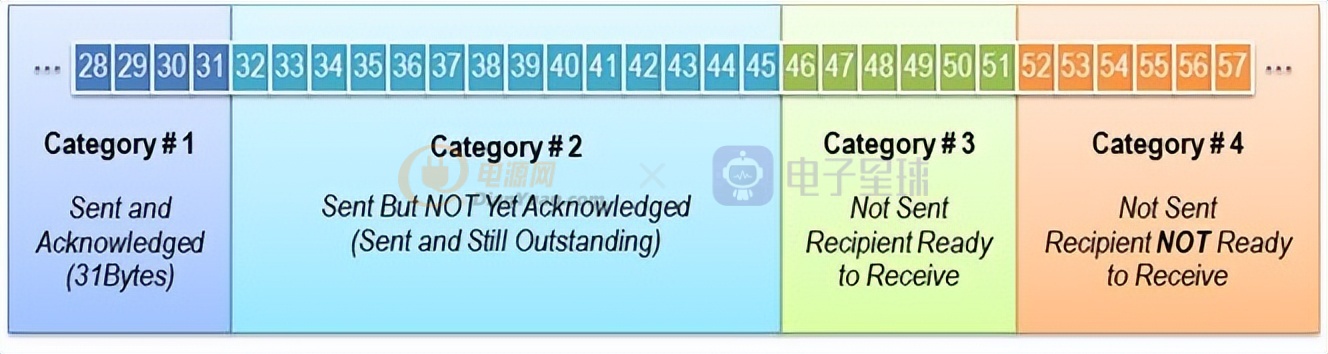 ... 28 29 30 31 32 33 34 35 36 37 38 39 40 41 42 43 44 45 46 47 48 49 50 51 52 53 54 55 56 57 ...
Category # 1
Sent and
Acknowledged
(31Bytes)
Category # 2
Sent But NOT Yet Acknowledged
(Sent and Still Outstanding)
Category # 3
Not Sent
Recipient Ready
to Receive
Category # 4
Not Sent
Recipient NOT Ready
to Receive
电源网
×
电子星球